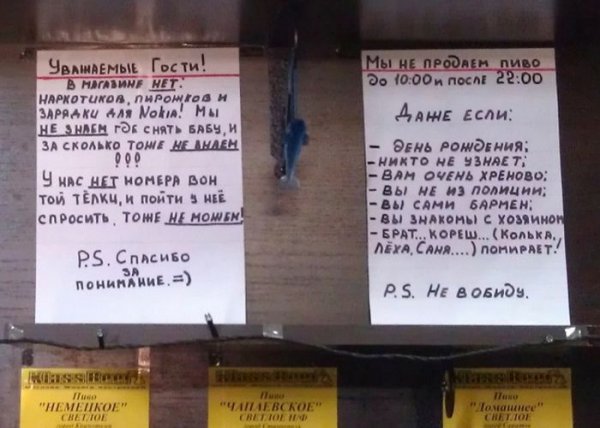 Уважаемые Гости!
В магазине НЕТ:
наркотиков, пирожков и
зарядки для Nokia! Мы
не знаем где снять бабу, и
за сколько тоже не знаем
!!!
У нас НЕТ номера вон
той тёлки, и пойти у неё
спросить тоже не можем!
P.S. Спасибо
за
понимание. =)
Мы не продаем пиво
до 10:00 и после 22:00
Даже если:
- День рождения;
- никто не узнает;
- Вам очень хреново;
- Вы не из полиции;
- Вы сами бармен;
- Вы знакомы с хозяином
- Брат... кореш... (Колька,
Лёха, Саня....) помирает!
P.S. Не в обиду.
Пиво
"НЕМЕЦКОЕ"
СВЕТЛОЕ
Пиво
"ЧАПАЕВСКОЕ"
СВЕТЛОЕ Н/Ф
Пиво
"Домашнее"
СВЕТЛОЕ